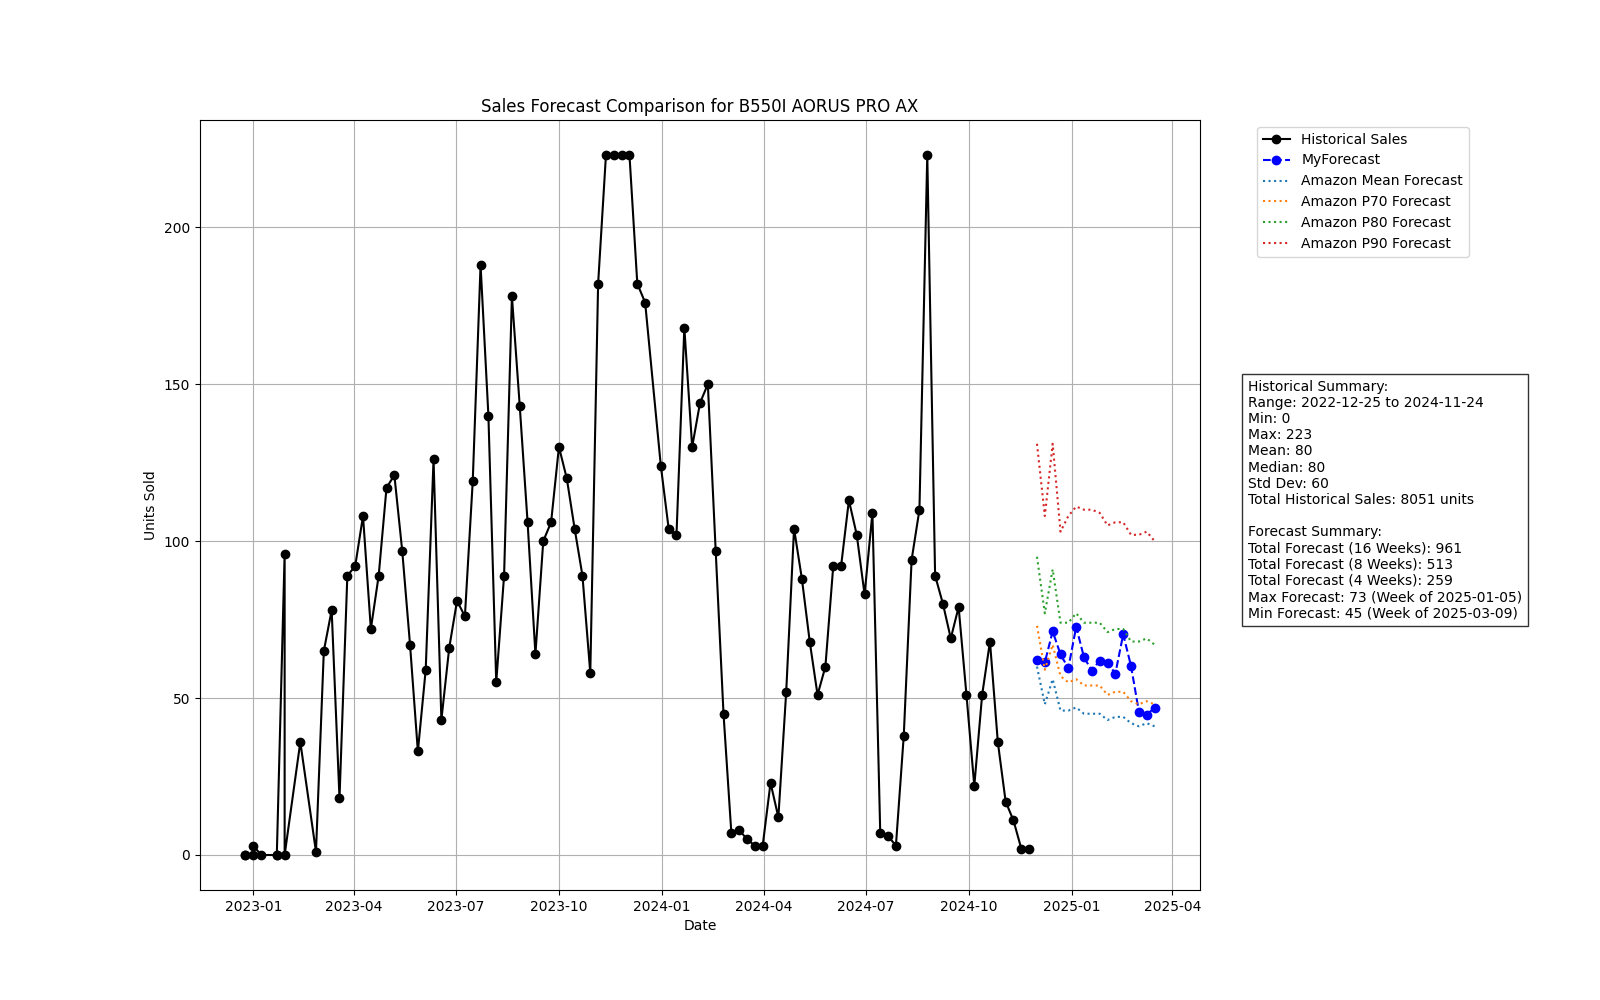 Sales Forecast Comparison for B550I AORUS PRO AX
Historical Sales
MyForecast
Amazon Mean Forecast
Amazon P70 Forecast
Amazon P80 Forecast
Amazon P90 Forecast
200
150
100
50
0
Units Sold
Historical Summary:
Range: 2022-12-25 to 2024-11-24
Min: 0
Max: 223
Mean: 80
Median: 80
Std Dev: 60
Total Historical Sales: 8051 units
Forecast Summary:
Total Forecast (16 Weeks): 961
Total Forecast (8 Weeks): 513
Total Forecast (4 Weeks): 259
Max Forecast: 73 (Week of 2025-01-05)
Min Forecast: 45 (Week of 2025-03-09)
2023-01 2023-04 2023-07 2023-10 2024-01 2024-04 2024-07 2024-10 2025-01 2025-04
Date